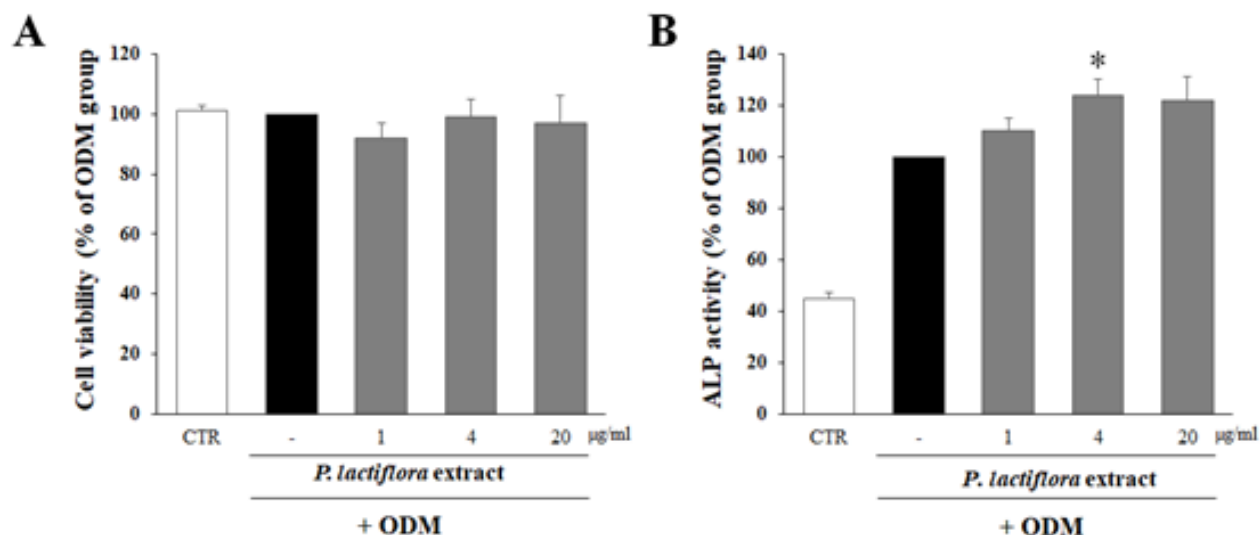 A
Cell viability (% of ODM group
120
100
80
60
40
20
0
CTR - 1 4 20 μg/ml
P. lactiflora extract
+ ODM
B
ALP activity (% of ODM group
140
120
100
80
60
40
20
0
*
CTR - 1 4 20 μg/ml
P. lactiflora extract
+ ODM